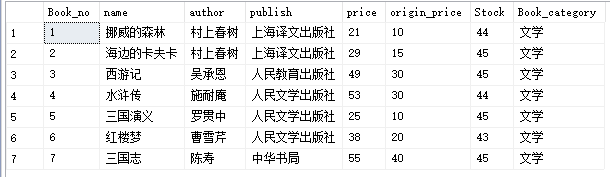 Book_no name author publish price origin_price Stock Book_category
1 1 挪威的森林 村上春树 上海译文出版社 21 10 44 文学
2 2 海边的卡夫卡 村上春树 上海译文出版社 29 15 45 文学
3 3 西游记 吴承恩 人民教育出版社 49 30 45 文学
4 4 水浒传 施耐庵 人民文学出版社 53 30 44 文学
5 5 三国演义 罗贯中 人民文学出版社 25 10 45 文学
6 6 红楼梦 曹雪芹 人民文学出版社 38 20 43 文学
7 7 三国志 陈寿 中华书局 55 40 45 文学